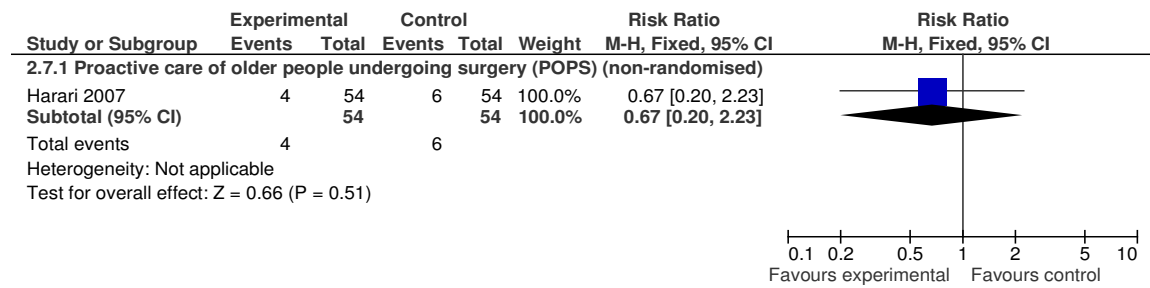 Experimental Control Risk Ratio Risk Ratio
Study or Subgroup Events Total Events Total Weight M-H, Fixed, 95% CI M-H, Fixed, 95% CI
2.7.1 Proactive care of older people undergoing surgery (POPS) (non-randomised)
Harari 2007 4 54 6 54 100.0% 0.67 [0.20, 2.23]
Subtotal (95% CI) 54 54 100.0% 0.67 [0.20, 2.23]
Total events 4 6
Heterogeneity: Not applicable
Test for overall effect: Z = 0.66 (P = 0.51)
0.1 0.2 0.5 1 2 5 10
Favours experimental Favours control